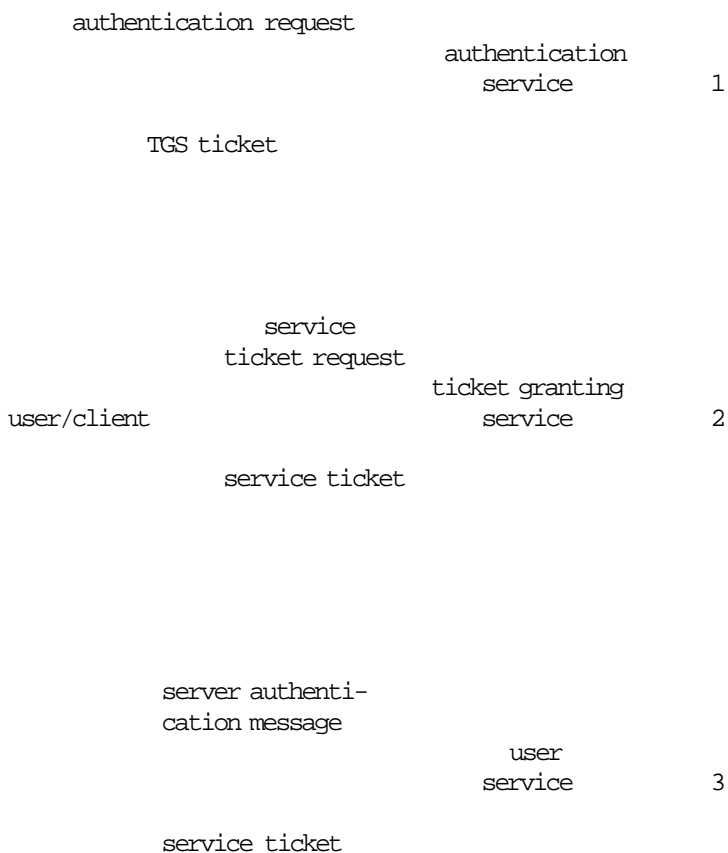 authentication request
authentication
service 1
TGS ticket
service
ticket request
ticket granting
user/client service 2
service ticket
server authenti-
cation message
user
service 3
service ticket